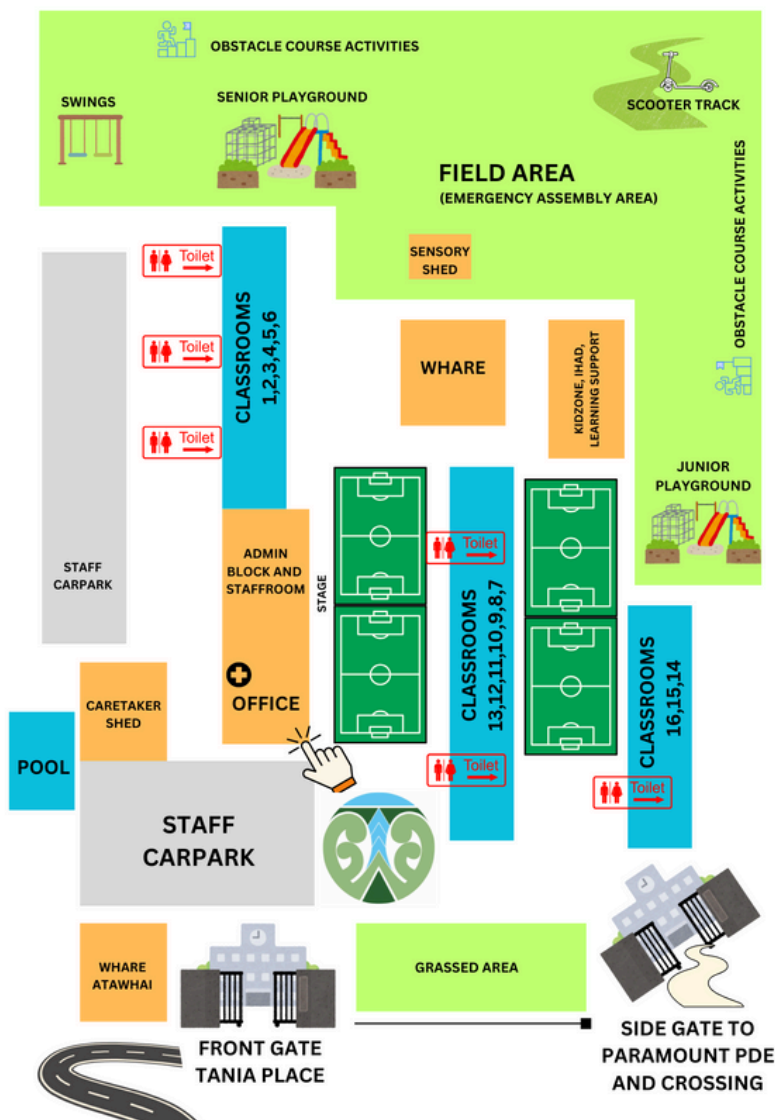 OBSTACLE COURSE ACTIVITIES
SWINGS
SENIOR PLAYGROUND
SCOOTER TRACK
FIELD AREA
(EMERGENCY ASSEMBLY AREA)
OBSTACLE COURSE ACTIVITIES
SENSORY
SHED
Toilet
Toilet
Toilet
CLASSROOMS
1,2,3,4,5,6
WHARE
KIDZONE, IHAD,
LEARNING SUPPORT
JUNIOR
PLAYGROUND
STAFF
CARPARK
ADMIN
BLOCK AND
STAFFROOM
STAGE
Toilet
CLASSROOMS
13,12,11,10,9,8,7
CLASSROOMS
16,15,14
CARETAKER
SHED
OFFICE
POOL
Toilet
Toilet
STAFF
CARPARK
WHARE
ATAWHAI
GRASSED AREA
FRONT GATE
TANIA PLACE
SIDE GATE TO
PARAMOUNT PDE
AND CROSSING